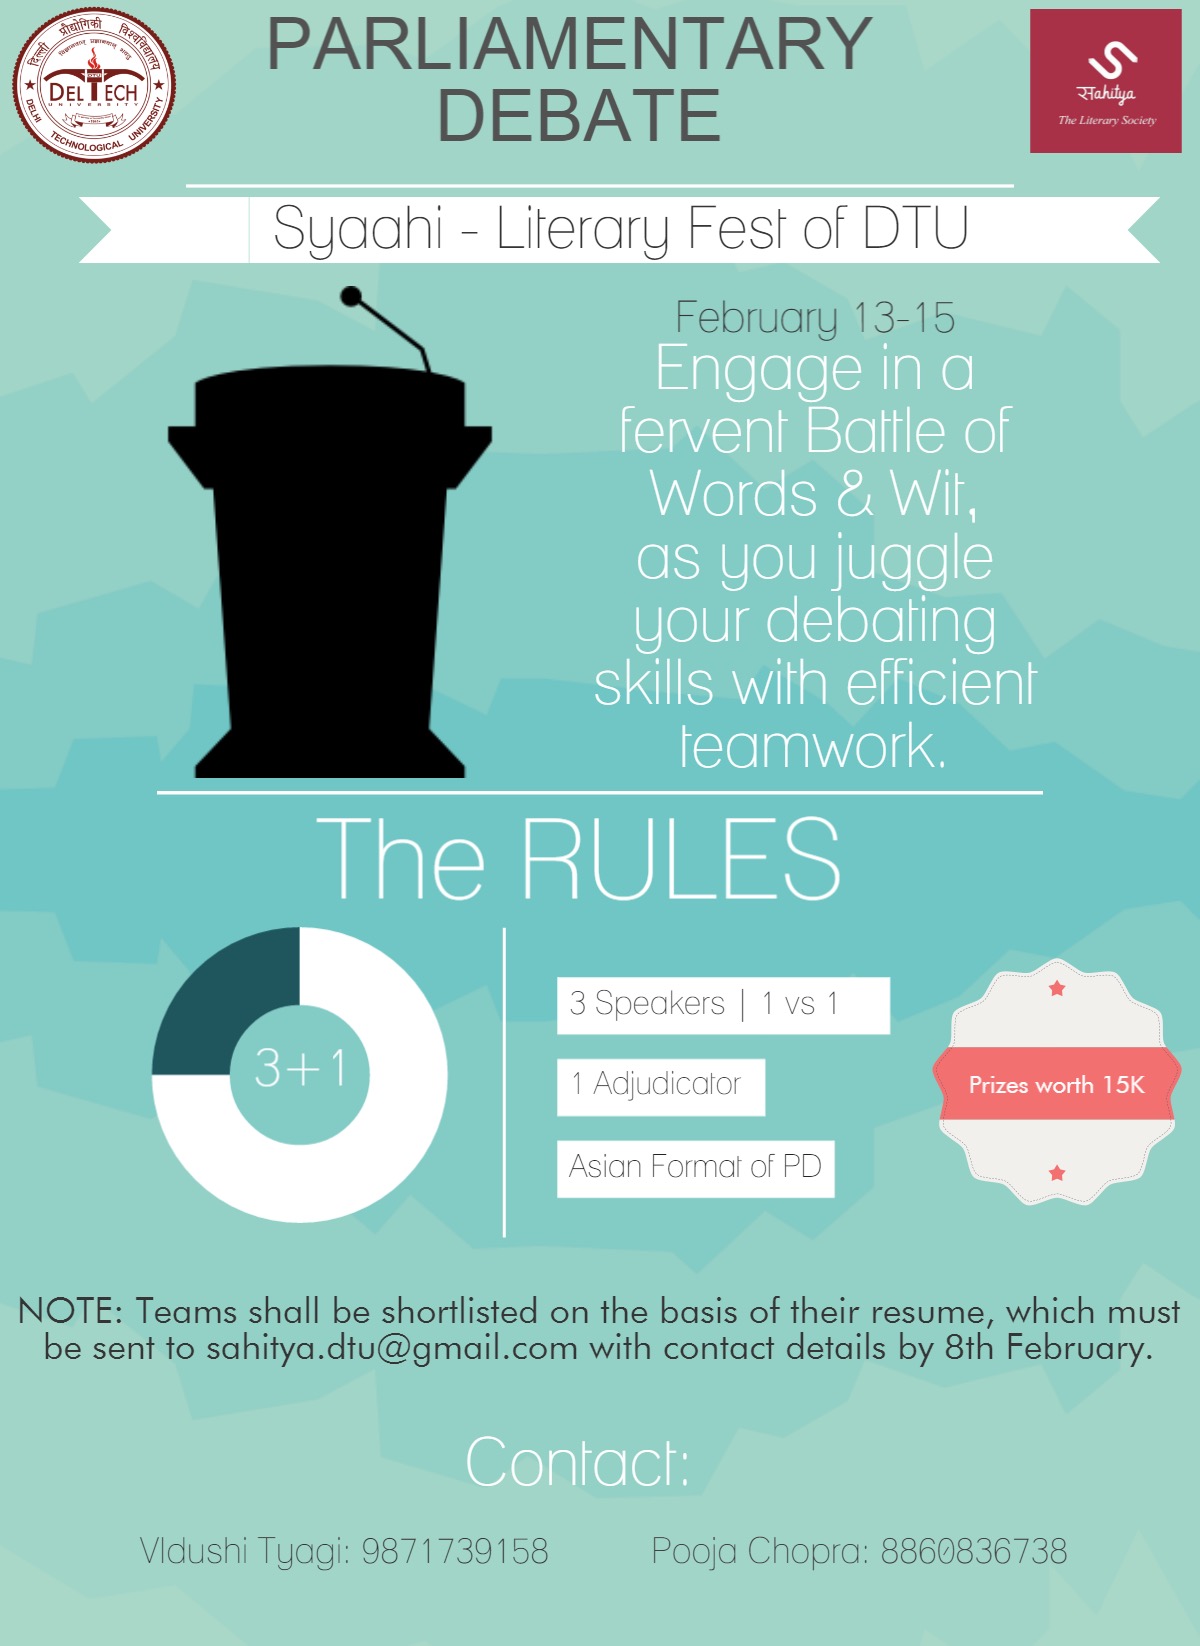 दिल्ली प्रौद्योगिकी विश्वविद्यालय
DTU
DELTECH
UNIVERSITY
DELHI TECHNOLOGICAL UNIVERSITY
PARLIAMENTARY
DEBATE
साhitya
The Literary Society
Syaahi - Literary Fest of DTU
February 13-15
Engage in a
fervent Battle of
Words & Wit,
as you juggle
your debating
skills with efficient
teamwork.
The RULES
3+1
3 Speakers | 1 vs 1
1 Adjudicator
Asian Format of PD
Prizes worth 15K
NOTE: Teams shall be shortlisted on the basis of their resume, which must
be sent to sahitya.dtu@gmail.com with contact details by 8th February.
Contact:
VIdushi Tyagi: 9871739158
Pooja Chopra: 8860836738